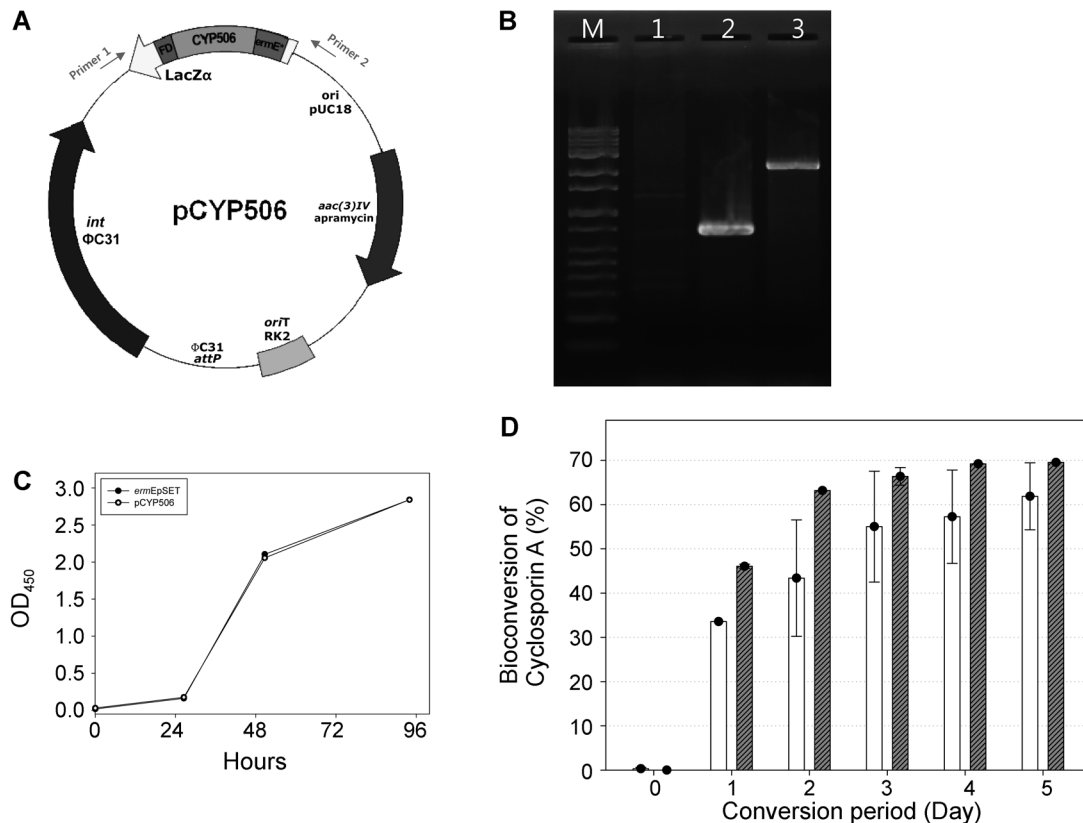 A
Primer 1
FD
CYP506
ermE*
Primer 2
LacZα
ori
pUC18
pCYP506
aac(3)IV
apramycin
int
ΦC31
oriT
RK2
ΦC31
attP
B
M 1 2 3
C
ermEpSET
pCYP506
3.0
2.5
2.0
1.5
1.0
0.5
0.0
OD450
0 24 48 72 96
Hours
D
70
60
50
40
30
20
10
0
Bioconversion of
Cyclosporin A (%)
0 1 2 3 4 5
Conversion period (Day)